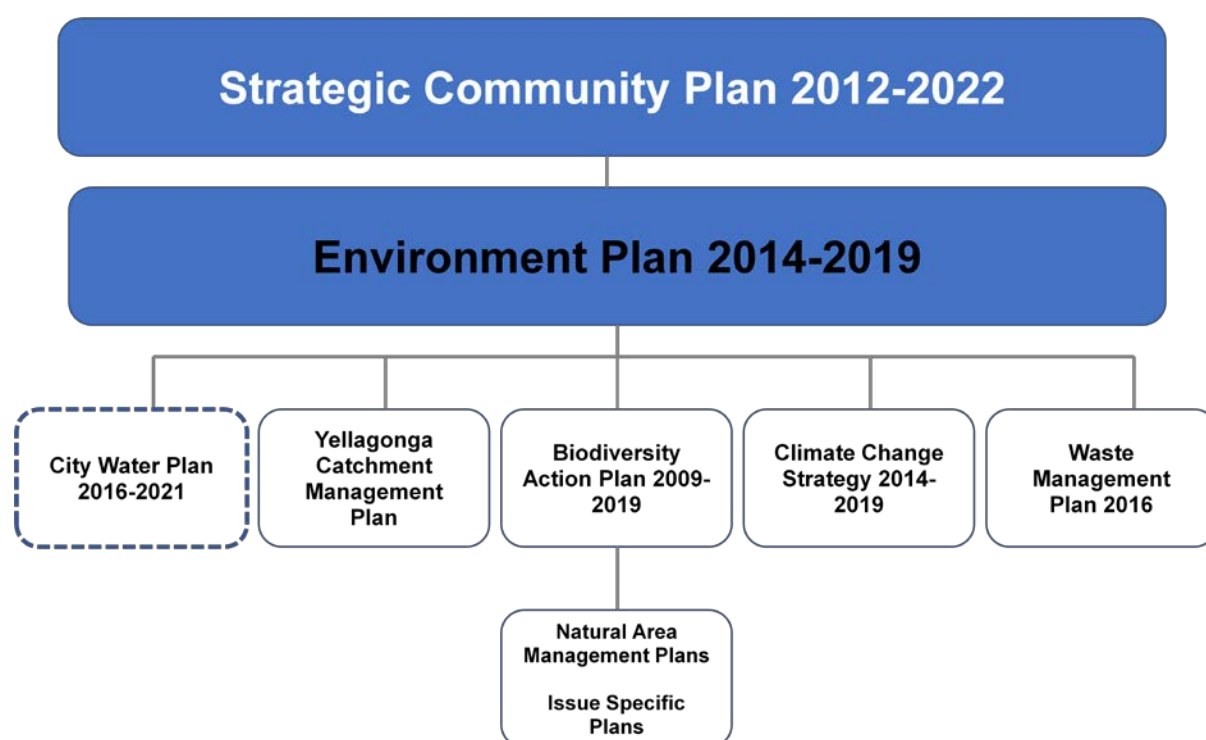 Strategic Community Plan 2012-2022
Environment Plan 2014-2019
City Water Plan
2016-2021
Yellagonga
Catchment
Management
Plan
Biodiversity
Action Plan 2009-
2019
Climate Change
Strategy 2014-
2019
Waste
Management
Plan 2016
Natural Area
Management Plans
Issue Specific
Plans